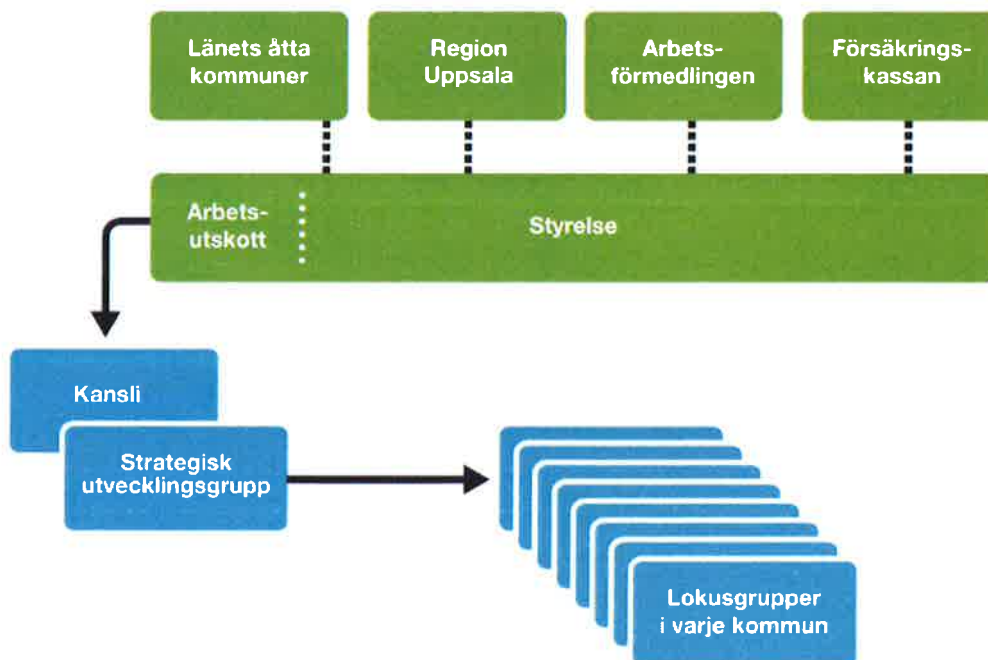 Länets åtta
kommuner
Region
Uppsala
Arbets-
förmedlingen
Försäkrings-
kassan
Arbets-
utskott
Styrelse
Kansli
Strategisk
utvecklingsgrupp
Lokusgrupper
i varje kommun